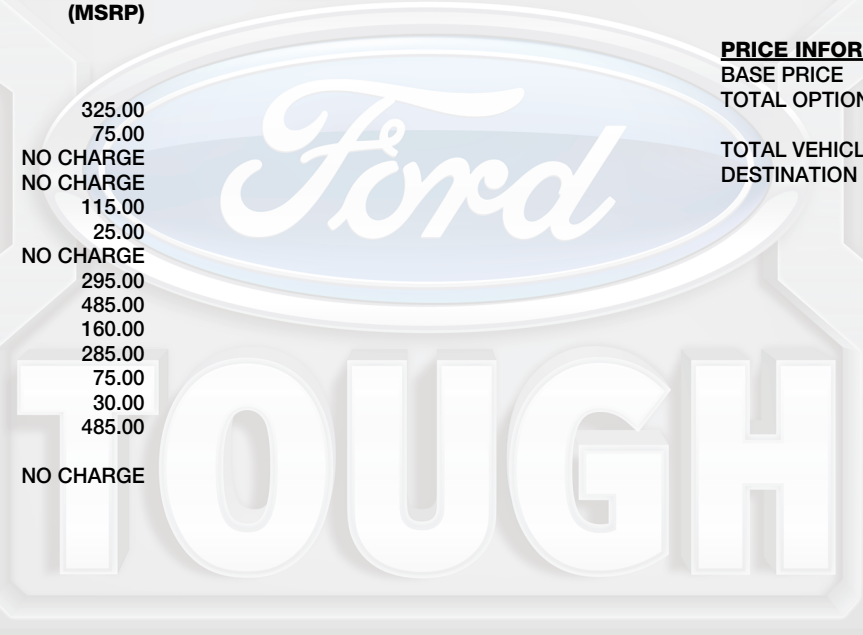 (MSRP)
325.00
75.00
NO CHARGE
NO CHARGE
115.00
25.00
NO CHARGE
295.00
485.00
160.00
285.00
75.00
30.00
485.00
NO CHARGE
PRICE INFOR
BASE PRICE
TOTAL OPTION
TOTAL VEHICL
DESTINATION
Ford
TOUGH